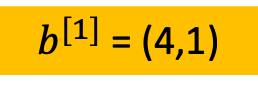 b[1] = (4,1)